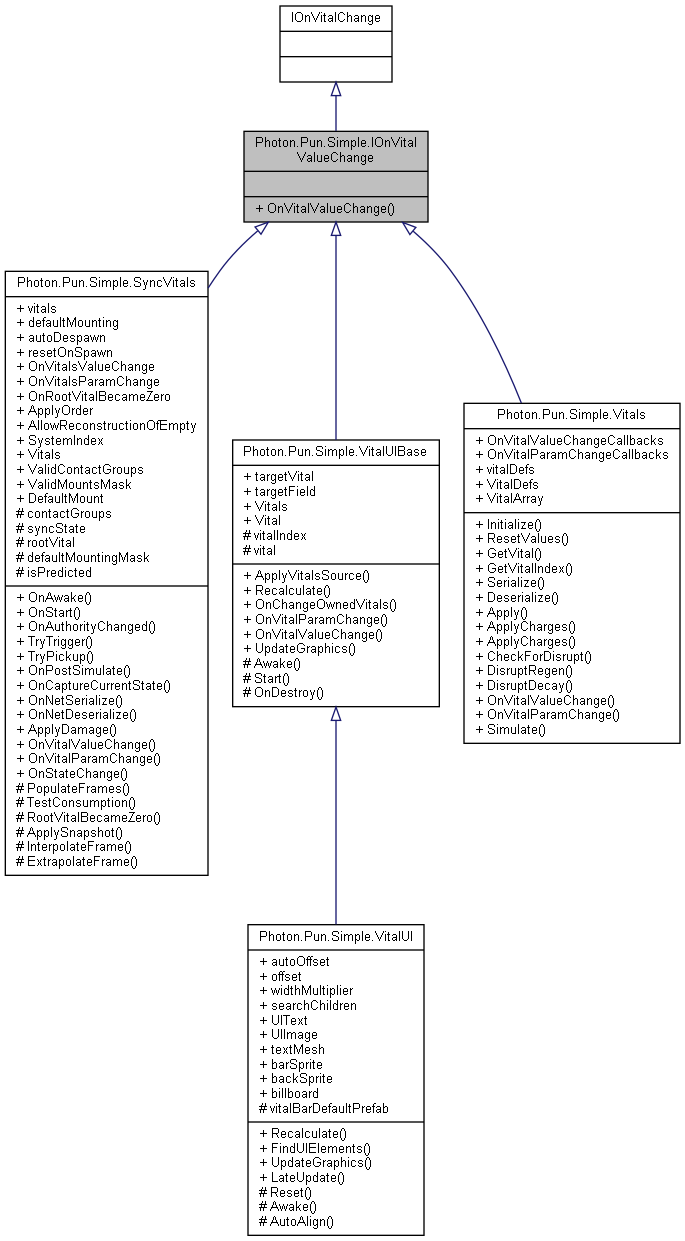 IOnVitalChange
Photon.Pun.Simple.IOnVital
ValueChange
+ OnVitalValueChange()
Photon.Pun.Simple.SyncVitals
+ vitals
+ defaultMounting
+ autoDespawn
+ resetOnSpawn
+ OnVitalsValueChange
+ OnVitalsParamChange
+ OnRootVitalBecameZero
+ ApplyOrder
+ AllowReconstructionOfEmpty
+ SystemIndex
+ Vitals
+ ValidContactGroups
+ ValidMountsMask
+ DefaultMount
# contactGroups
# syncState
# rootVital
# defaultMountingMask
# isPredicted
+ OnAwake()
+ OnStart()
+ OnAuthorityChanged()
+ TryTrigger()
+ TryPickup()
+ OnPostSimulate()
+ OnCaptureCurrentState()
+ OnNetSerialize()
+ OnNetDeserialize()
+ ApplyDamage()
+ OnVitalValueChange()
+ OnVitalParamChange()
+ OnStateChange()
# PopulateFrames()
# TestConsumption()
# RootVitalBecameZero()
# ApplySnapshot()
# InterpolateFrame()
# ExtrapolateFrame()
Photon.Pun.Simple.VitalUIBase
+ targetVital
+ targetField
+ Vitals
+ Vital
# vitalIndex
# vital
+ ApplyVitalsSource()
+ Recalculate()
+ OnChangeOwnedVitals()
+ OnVitalParamChange()
+ OnVitalValueChange()
+ UpdateGraphics()
# Awake()
# Start()
# OnDestroy()
Photon.Pun.Simple.Vitals
+ OnVitalValueChangeCallbacks
+ OnVitalParamChangeCallbacks
+ vitalDefs
+ VitalDefs
+ VitalArray
+ Initialize()
+ ResetValues()
+ GetVital()
+ GetVitalIndex()
+ Serialize()
+ Deserialize()
+ Apply()
+ ApplyCharges()
+ ApplyCharges()
+ CheckForDisrupt()
+ DisruptRegen()
+ DisruptDecay()
+ OnVitalValueChange()
+ OnVitalParamChange()
+ Simulate()
Photon.Pun.Simple.VitalUI
+ autoOffset
+ offset
+ widthMultiplier
+ searchChildren
+ UIText
+ UIImage
+ textMesh
+ barSprite
+ backSprite
+ billboard
# vitalBarDefaultPrefab
+ Recalculate()
+ FindUIElements()
+ UpdateGraphics()
+ LateUpdate()
# Reset()
# Awake()
# AutoAlign()